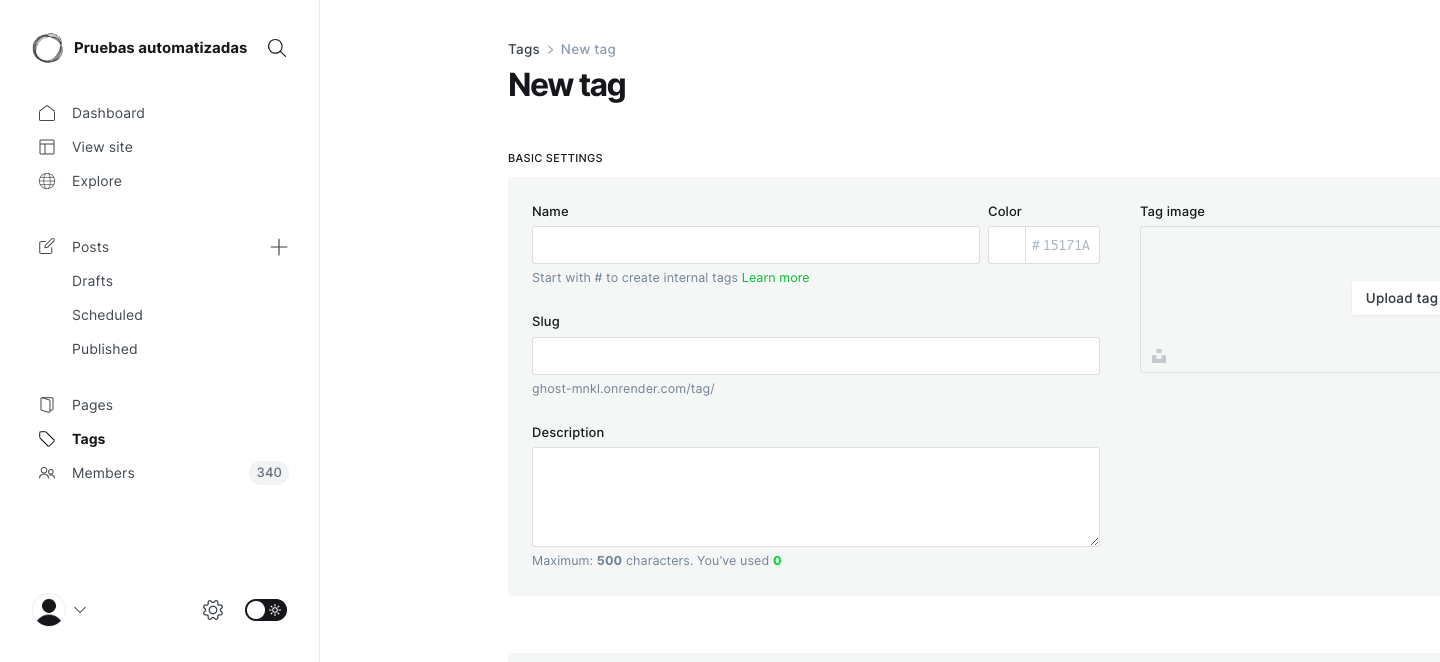 Pruebas automatizadas
Dashboard
View site
Explore
Posts
Drafts
Scheduled
Published
Pages
Tags
Members 340
Tags > New tag
New tag
BASIC SETTINGS
Name
Start with # to create internal tags Learn more
Color
# 15171A
Slug
ghost-mnkl.onrender.com/tag/
Description
Maximum: 500 characters. You’ve used 0
Tag image
Upload tag